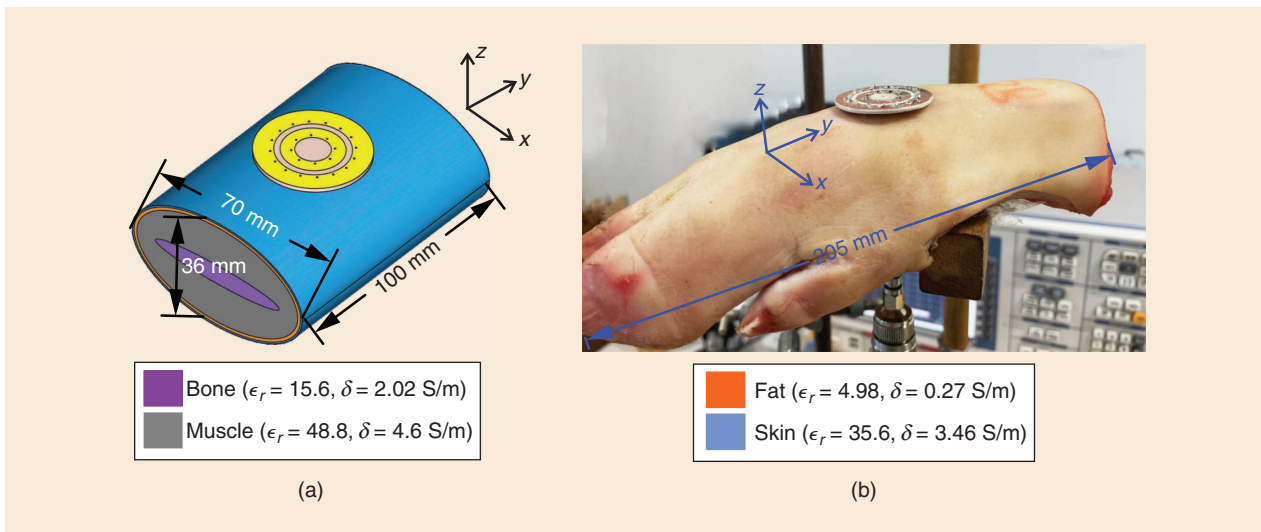 z
y
x
70 mm
36 mm
100 mm
Bone (ϵr = 15.6, δ = 2.02 S/m)
Muscle (ϵr = 48.8, δ = 4.6 S/m)
(a)
z
y
x
205 mm
Fat (ϵr = 4.98, δ = 0.27 S/m)
Skin (ϵr = 35.6, δ = 3.46 S/m)
(b)